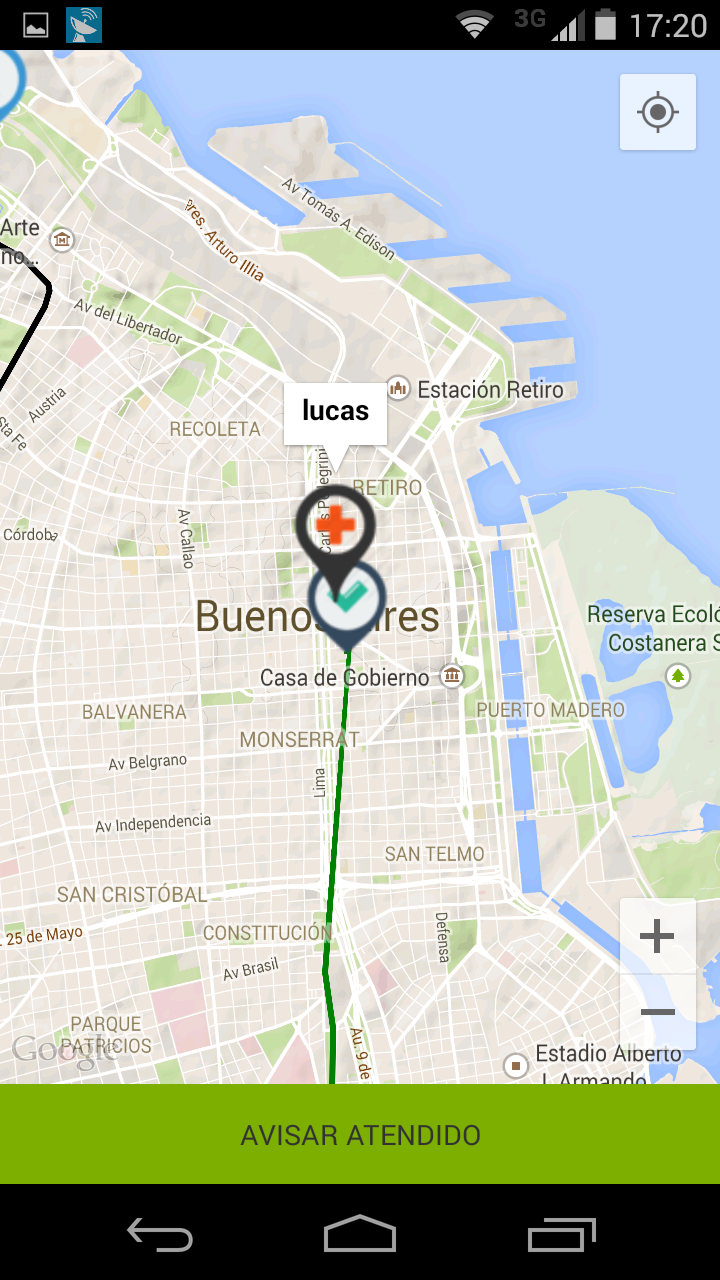 3G 17:20
Av Tomás A. Edison
Pres. Arturo Illia
Arte
no...
Av del Libertador
Estación Retiro
Austria
Sta Fe
lucas
RECOLETA
RETIRO
Av Callao
Córdoba
Buenos Aires
Reserva Ecoló
Costanera S
Casa de Gobierno
BALVANERA
PUERTO MADERO
MONSERRAT
Av Belgrano
Lima
Av Independencia
SAN TELMO
SAN CRISTÓBAL
25 de Mayo
CONSTITUCIÓN
Defensa
Av Brasil
PARQUE
PATRICIOS
Google
Au. 9 de
Estadio Alberto
J. Armando
AVISAR ATENDIDO